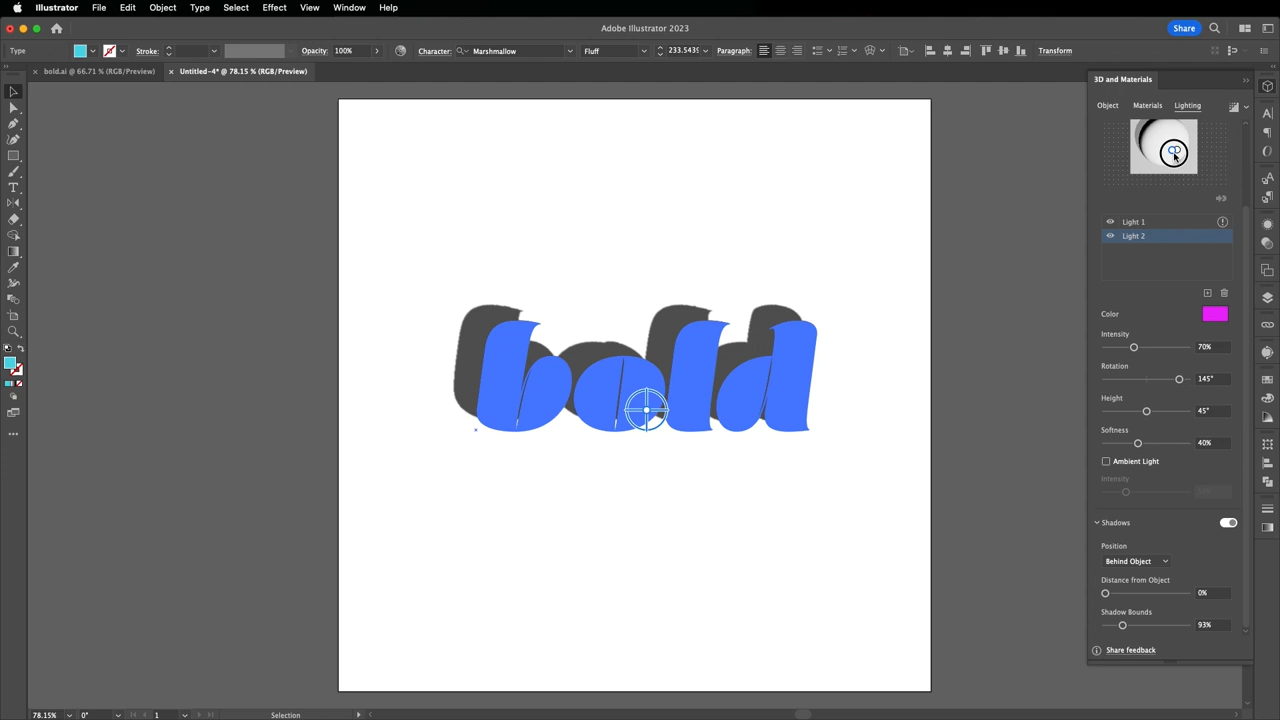 Illustrator File Edit Object Type Select Effect View Window Help
Adobe Illustrator 2023
Share
Type Stroke: Opacity: 100% Character: Marshmallow Fluff 233.5439 Paragraph: Transform
bold.ai @ 66.71 % (RGB/Preview) Untitled-4* @ 78.15 % (RGB/Preview)
3D and Materials
Object Materials Lighting
Light 1
Light 2
Color
Intensity
70%
Rotation
145°
Height
45°
Softness
40%
Ambient Light
Intensity
Shadows
Position
Behind Object
Distance from Object
0%
Shadow Bounds
93%
Share feedback
bold
78.15% 0° 1 Selection